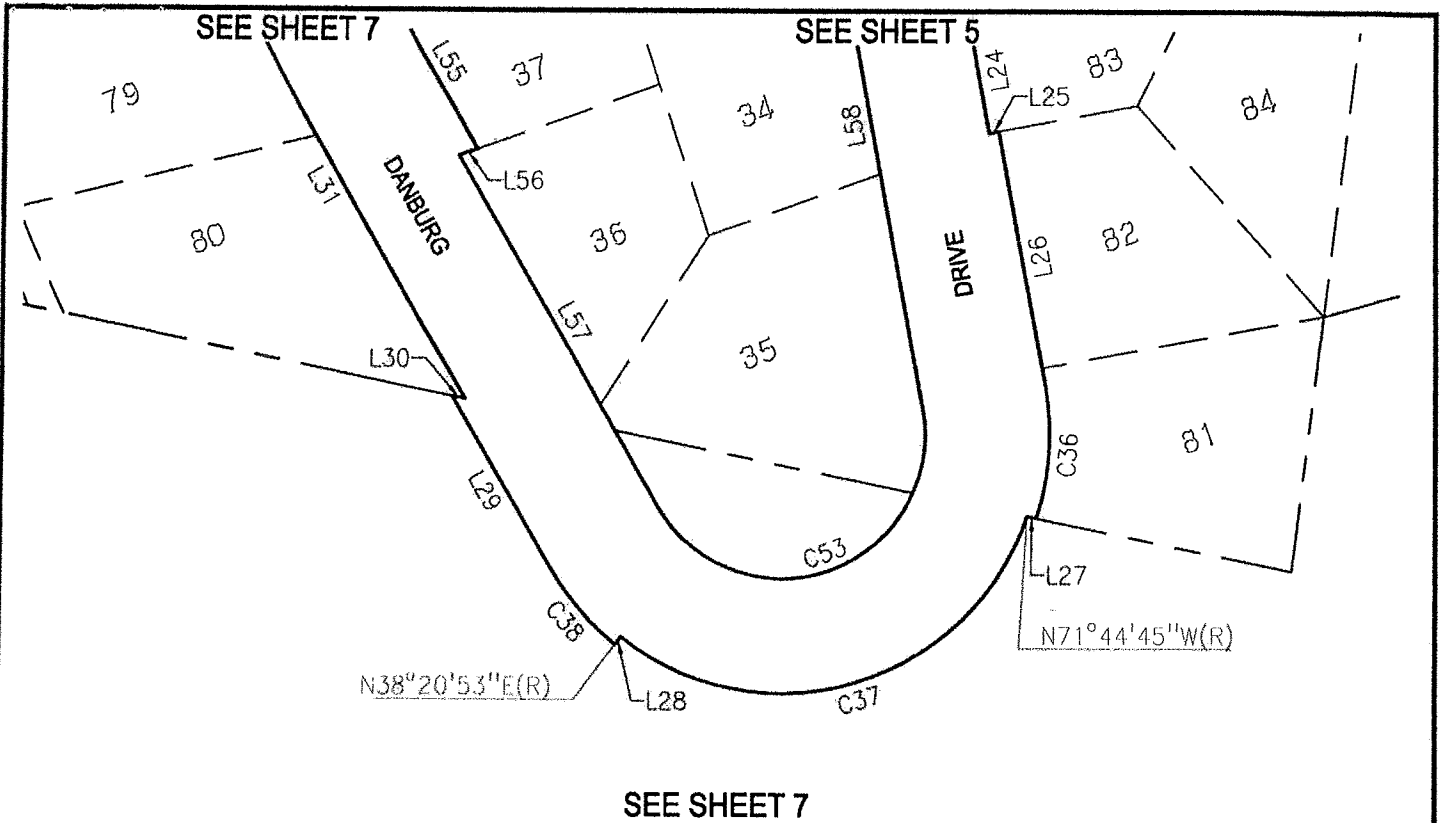 SEE SHEET 7
SEE SHEET 5
79
L55
37
34
L58
L24
L25
83
84
L31
DANBURG
L56
80
36
DRIVE
L26
82
L57
L30
35
81
C36
L29
C53
L27
C38
N71°44'45"W(R)
N38°20'53"E(R)
L28
C37
SEE SHEET 7